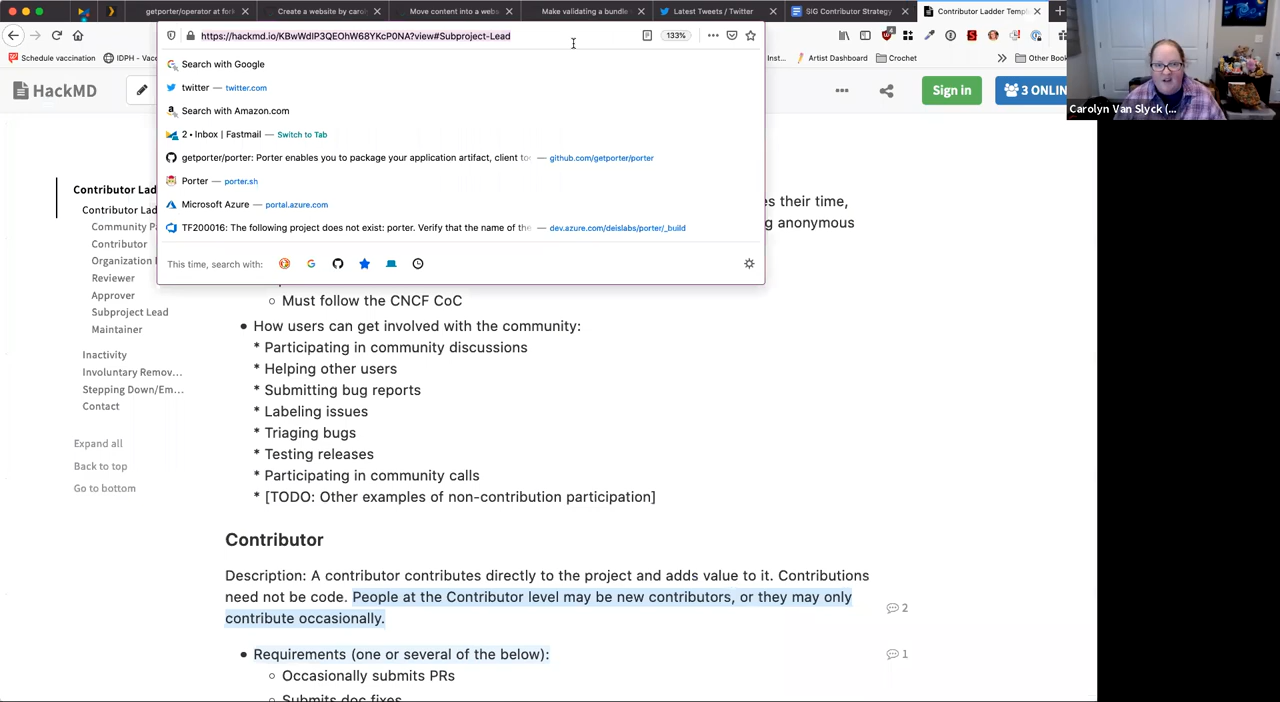 getporter/operator at fork
Create a website by carol
Move content into a webs
Make validating a bundle
Latest Tweets / Twitter
SIG Contributor Strategy
Contributor Ladder Templ
https://hackmd.io/KBwWdIP3QEOhW68YKcP0NA?view#Subproject-Lead
133%
Schedule vaccination
IDPH – Vac
Inst...
Artist Dashboard
Crochet
Other Book
Search with Google
twitter — twitter.com
Search with Amazon.com
2 • Inbox | Fastmail — Switch to Tab
getporter/porter: Porter enables you to package your application artifact, client to — github.com/getporter/porter
Porter — porter.sh
Microsoft Azure — portal.azure.com
TF200016: The following project does not exist: porter. Verify that the name of the — dev.azure.com/deislabs/porter/_build
This time, search with:
HackMD
Sign in
3 ONLIN
Carolyn Van Slyck (...
Contributor Lad
Contributor Lad
Community Pa
Contributor
Organization
Reviewer
Approver
Subproject Lead
Maintainer
Inactivity
Involuntary Remov...
Stepping Down/Em...
Contact
Expand all
Back to top
Go to bottom
es their time,
g anonymous
○ Must follow the CNCF CoC
• How users can get involved with the community:
* Participating in community discussions
* Helping other users
* Submitting bug reports
* Labeling issues
* Triaging bugs
* Testing releases
* Participating in community calls
* [TODO: Other examples of non-contribution participation]
Contributor
Description: A contributor contributes directly to the project and adds value to it. Contributions
need not be code. People at the Contributor level may be new contributors, or they may only
contribute occasionally.
2
• Requirements (one or several of the below):
1
○ Occasionally submits PRs
○ Submits doc fixes